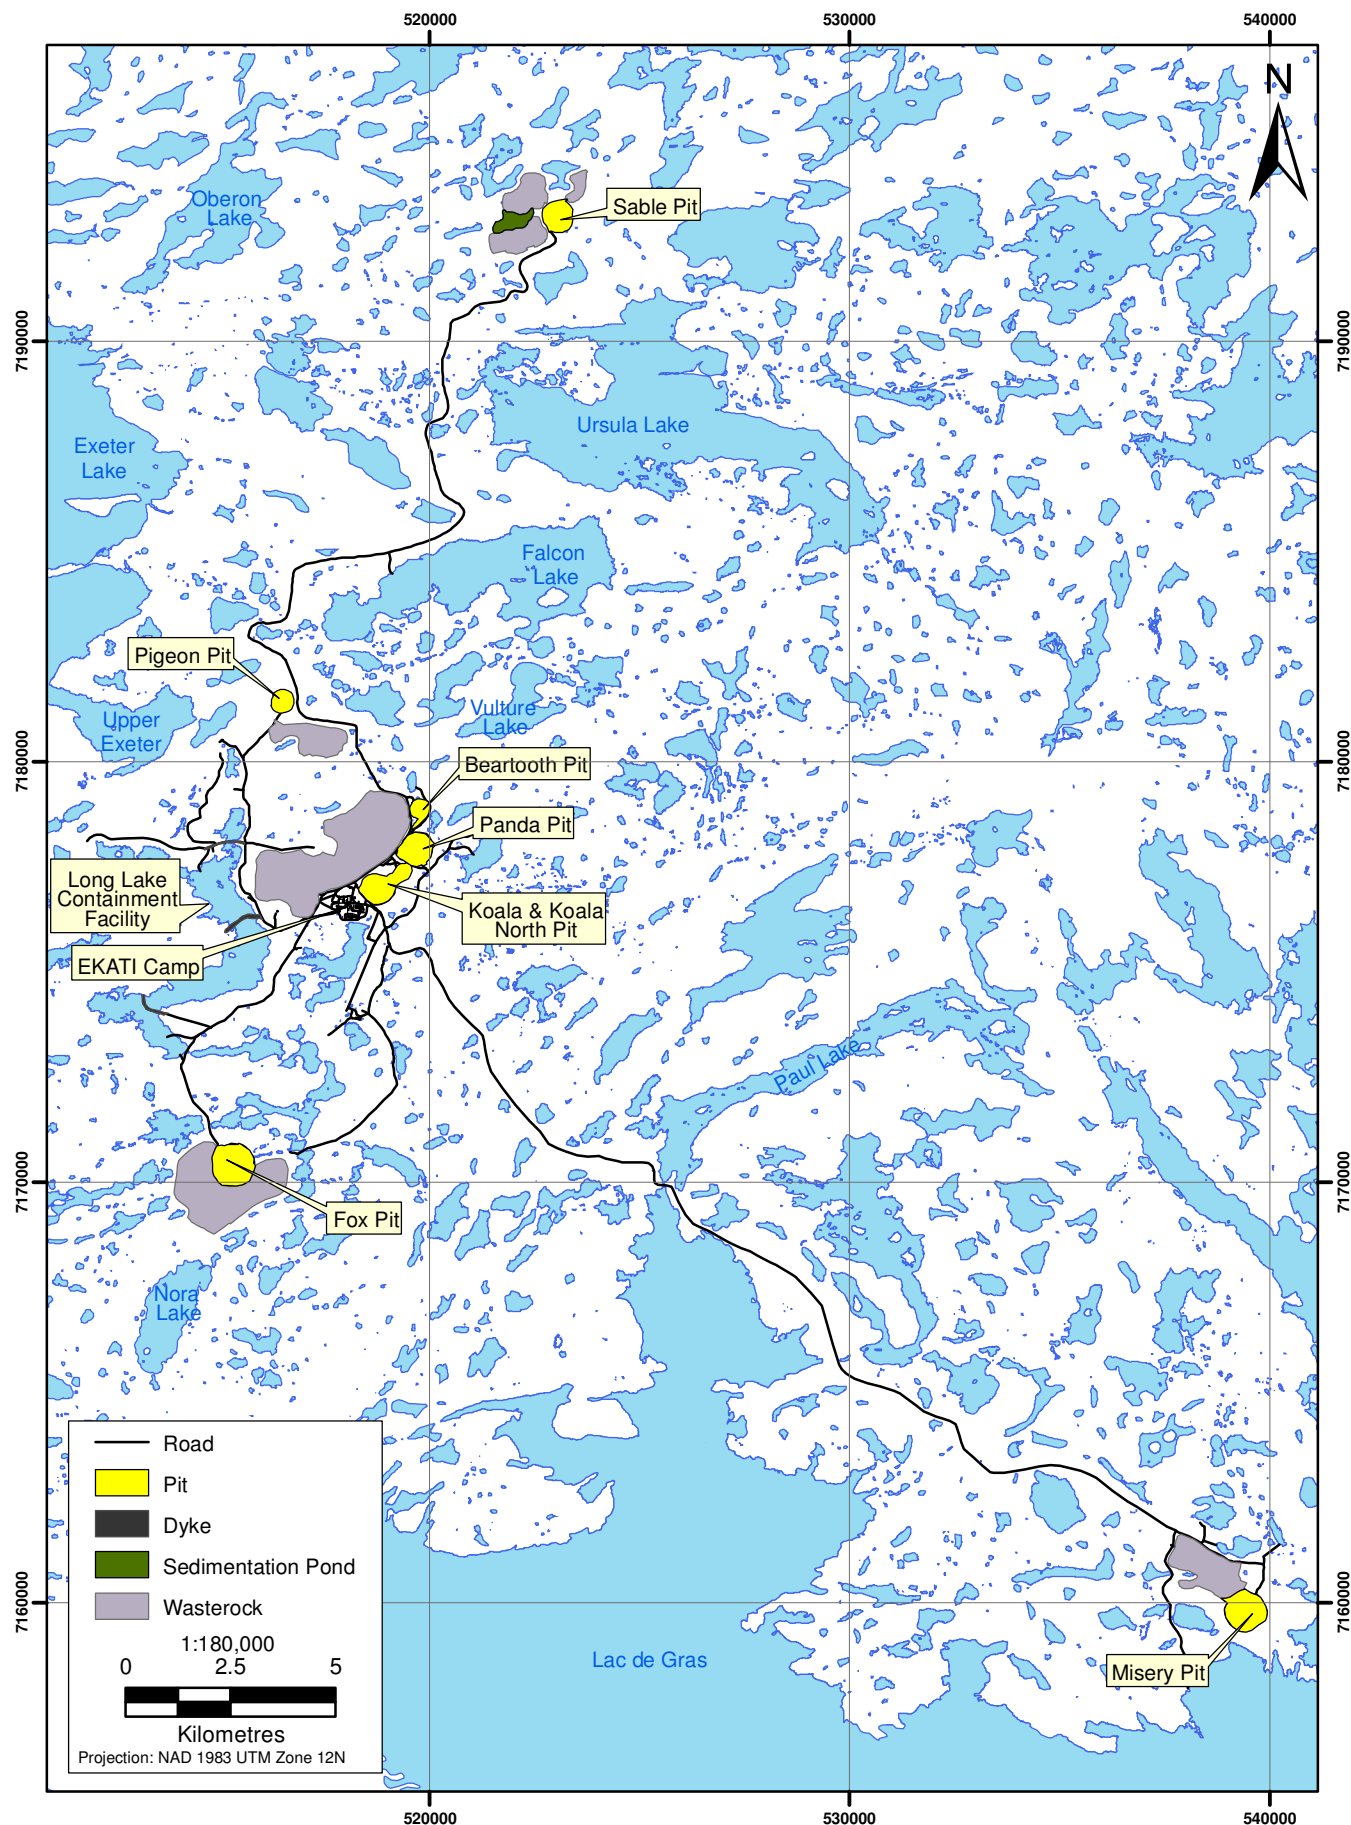 520000
530000
540000
N
Oberon
Lake
Sable Pit
7190000
7190000
Ursula Lake
Exeter
Lake
Falcon
Lake
Pigeon Pit
Upper
Exeter
Vulture
Lake
7180000
7180000
Beartooth Pit
Panda Pit
Long Lake
Containment
Facility
Koala & Koala
North Pit
EKATI Camp
Paul Lake
7170000
7170000
Fox Pit
Nora
Lake
Road
Pit
Dyke
Sedimentation Pond
Wasterock
1:180,000
0 2.5 5
Kilometres
Projection: NAD 1983 UTM Zone 12N
7160000
7160000
Lac de Gras
Misery Pit
520000
530000
540000